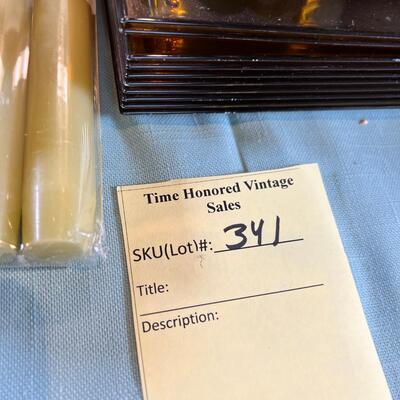 Time Honored Vintage
Sales
SKU(Lot)#: 341
Title:
Description: